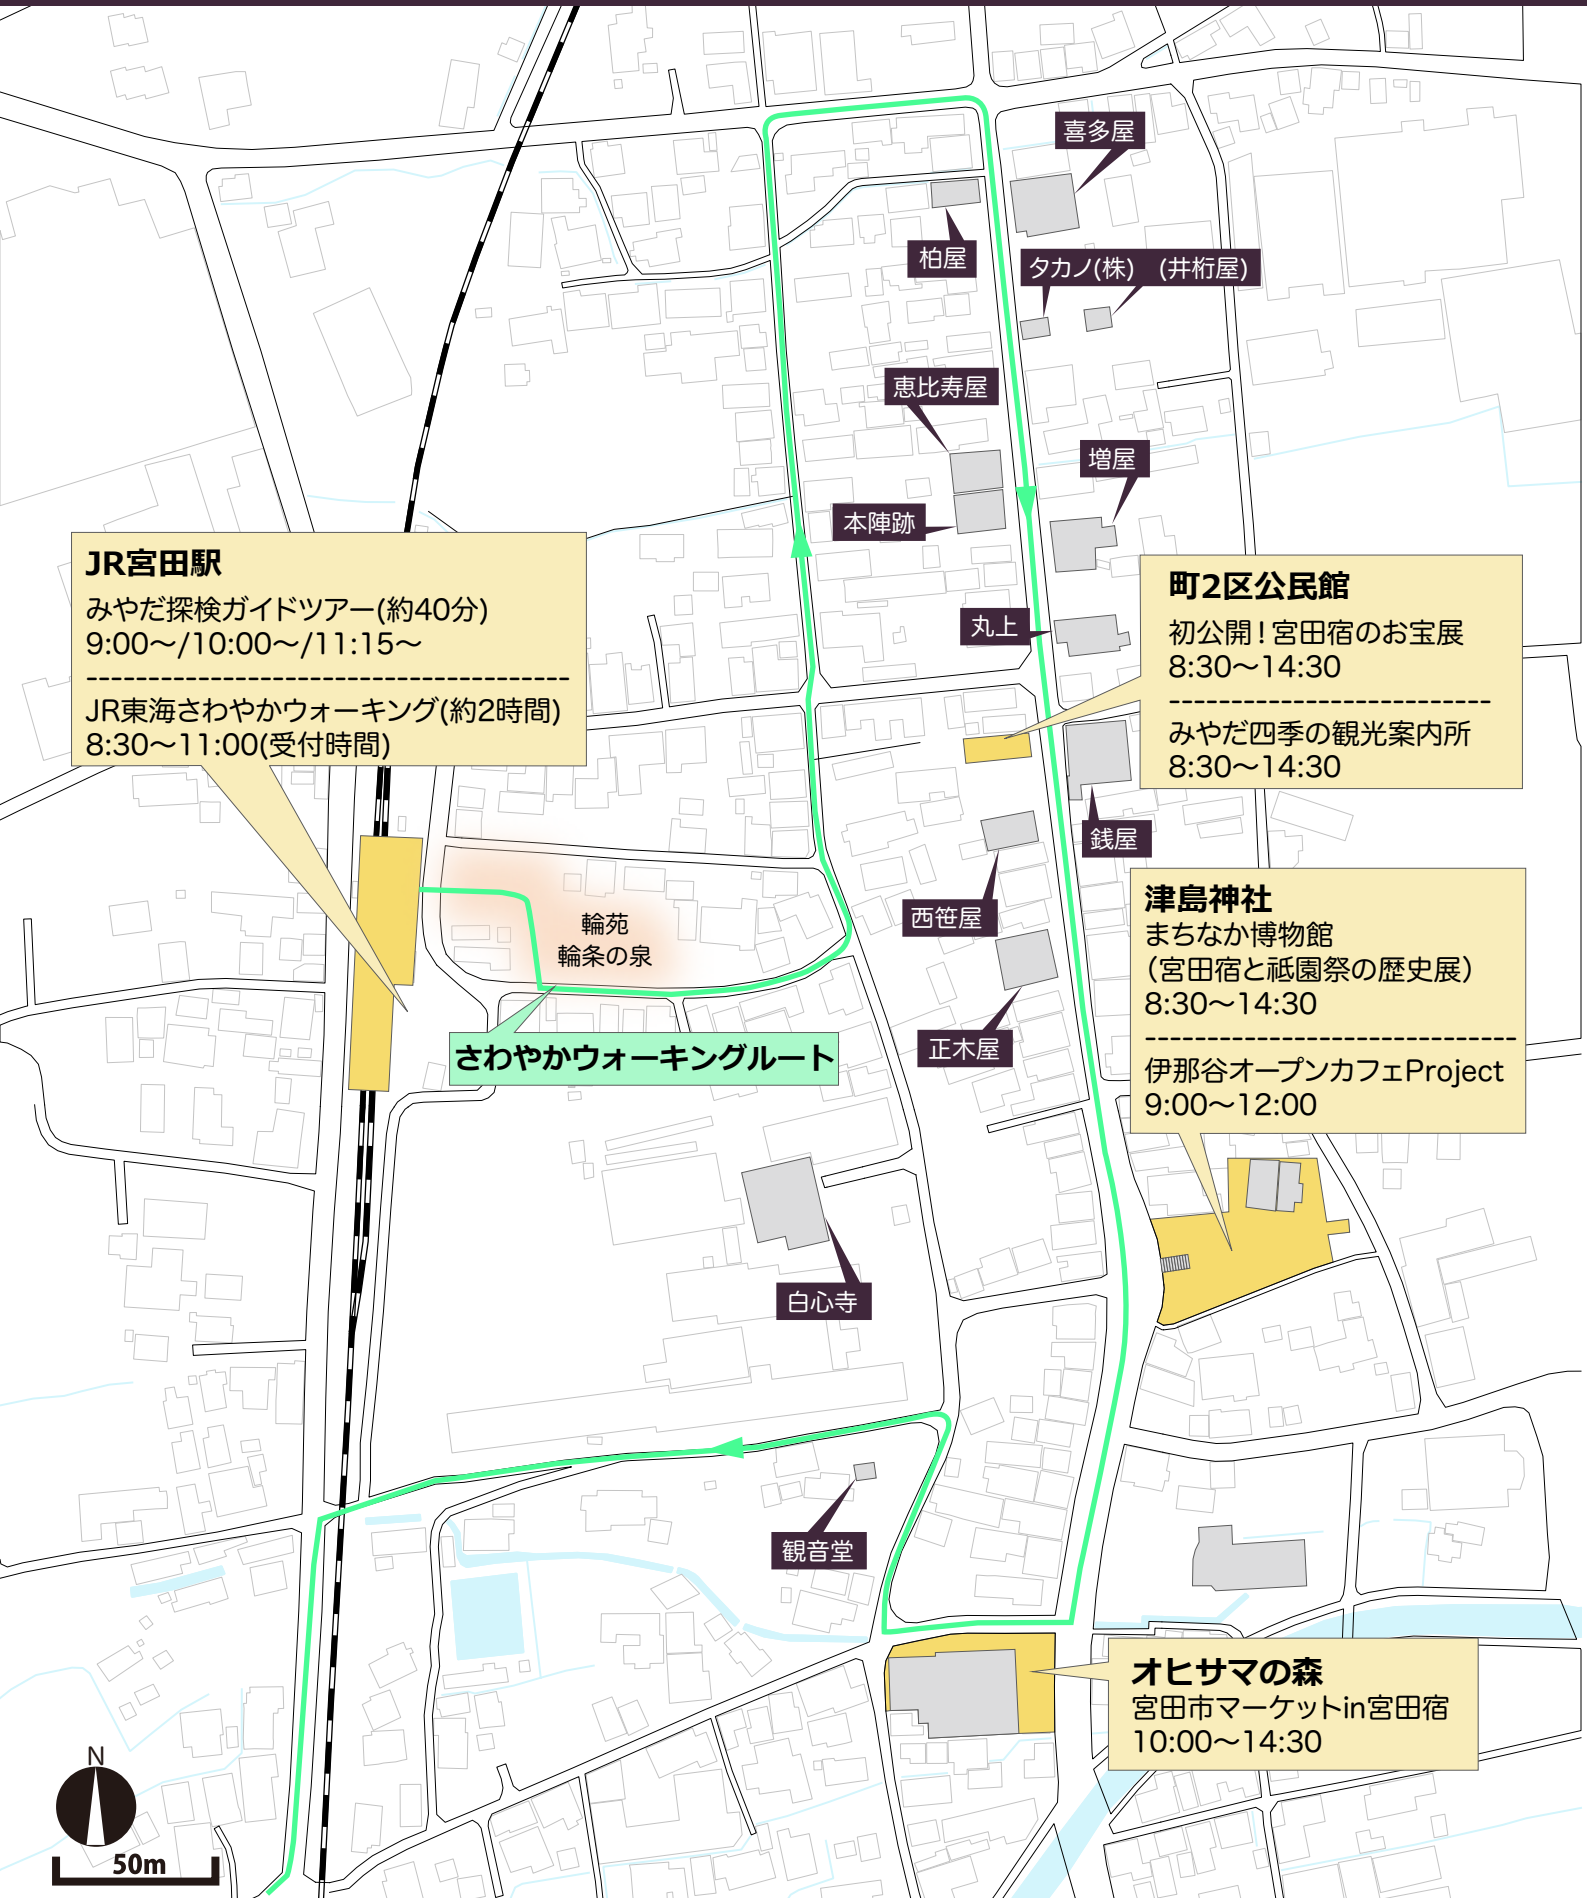 喜多屋
柏屋
タカノ(株) (井桁屋)
恵比寿屋
増屋
本陣跡
JR宮田駅
みやだ探検ガイドツアー(約40分)
9:00〜/10:00〜/11:15〜
JR東海さわやかウォーキング(約2時間)
8:30〜11:00(受付時間)
町2区公民館
初公開!宮田宿のお宝展
8:30〜14:30
みやだ四季の観光案内所
8:30〜14:30
丸上
銭屋
西笹屋
輪苑
輪条の泉
津島神社
まちなか博物館
(宮田宿と祇園祭の歴史展)
8:30〜14:30
伊那谷オープンカフェProject
9:00〜12:00
正木屋
さわやかウォーキングルート
白心寺
観音堂
オヒサマの森
宮田市マーケットin宮田宿
10:00〜14:30
N
50m